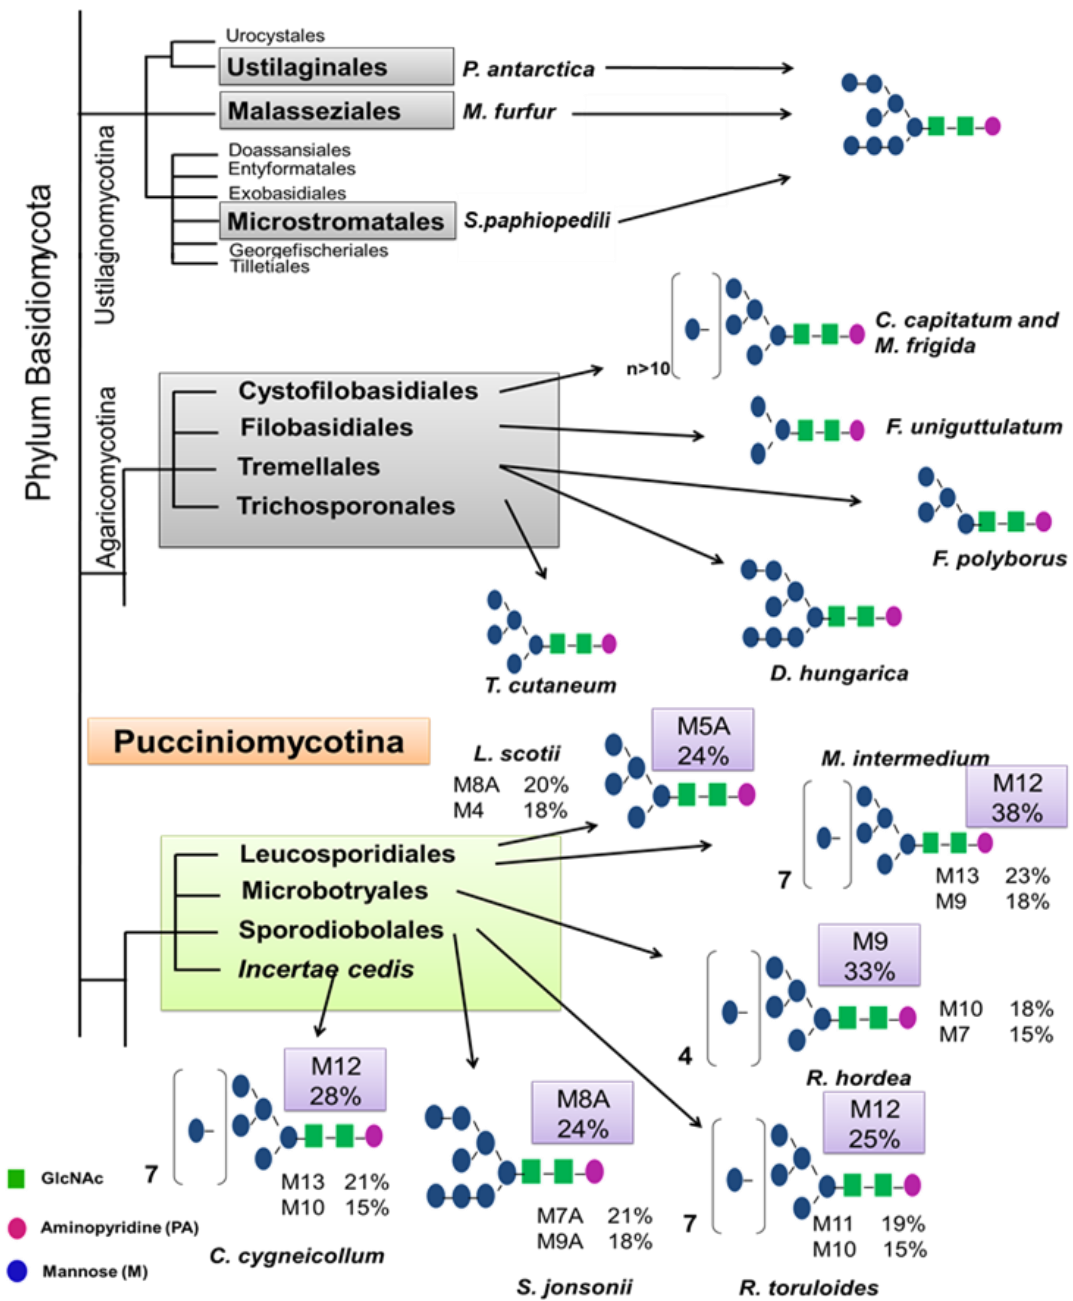 Phylum Basidiomycota
Ustilagnomycotina
Urocystales
Ustilaginales
P. antarctica
Malasseziales
M. furfur
Doassansiales
Entyformatales
Exobasidiales
Microstromatales
S.paphiopedili
Georgefischeriales
Tilletiales
Agaricomycotina
Cystofilobasidiales
n>10
C. capitatum and
M. frigida
Filobasidiales
F. uniguttulatum
Tremellales
F. polyborus
Trichosporonales
T. cutaneum
D. hungarica
Pucciniomycotina
L. scotii
M8A 20%
M4 18%
M5A
24%
M. intermedium
M12
38%
7
M13 23%
M9 18%
Leucosporidiales
Microbotryales
Sporodiobolales
Incertae cedis
M9
33%
4
M10 18%
M7 15%
R. hordea
M12
28%
7
M13 21%
M10 15%
C. cygneicollum
M8A
24%
M7A 21%
M9A 18%
S. jonsonii
M12
25%
7
M11 19%
M10 15%
R. toruloides
GlcNAc
Aminopyridine (PA)
Mannose (M)